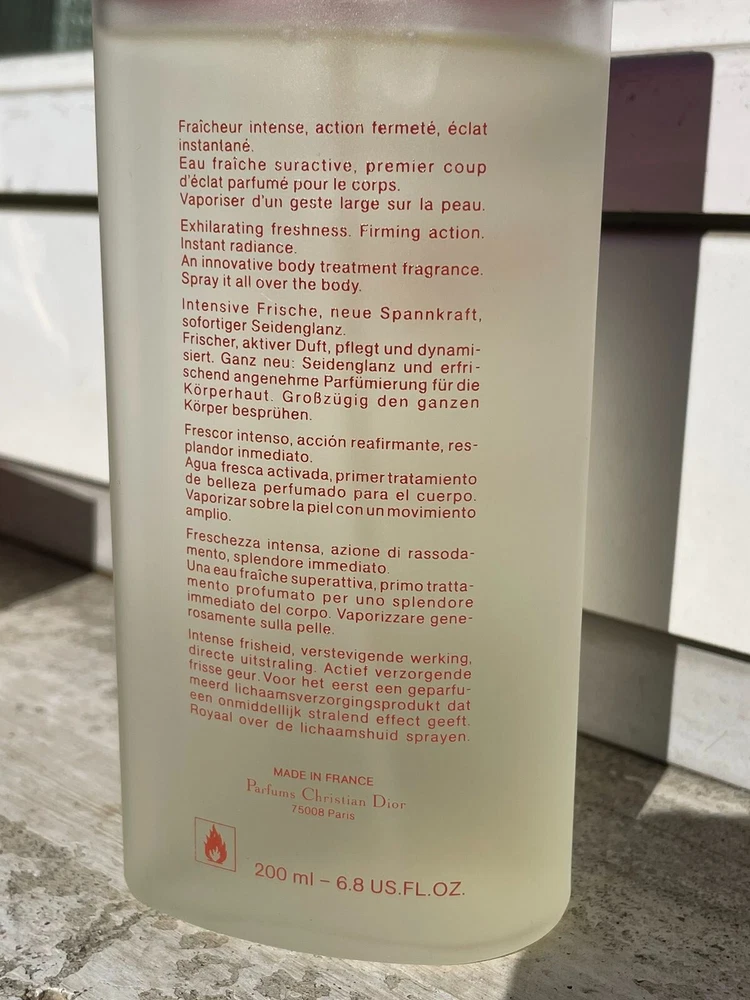 Fraîcheur intense, action fermeté, éclat
instantané.
Eau fraîche suractive, premier coup
d'éclat parfumé pour le corps.
Vaporiser d'un geste large sur la peau.
Exhilarating freshness. Firming action.
Instant radiance.
An innovative body treatment fragrance.
Spray it all over the body.
Intensive Frische, neue Spannkraft,
sofortiger Seidenglanz.
Frischer, aktiver Duft, pflegt und dynami-
siert. Ganz neu: Seidenglanz und erfri-
schend angenehme Parfümierung für die
Körperhaut. Großzügig den ganzen
Körper besprühen.
Frescor intenso, acción reafirmante, res-
plandor inmediato.
Agua fresca activada, primer tratamiento
de belleza perfumado para el cuerpo.
Vaporizar sobre la piel con un movimiento
amplio.
Freschezza intensa, azione di rassoda-
mento, splendore immediato.
Una eau fraîche superattiva, primo tratta-
mento profumato per uno splendore
immediato del corpo. Vaporizzare gene-
rosamente sulla pelle.
Intense frisheid, verstevigende werking,
directe uitstraling. Actief verzorgende
frisse geur. Voor het eerst een geparfu-
meerd lichaamsverzorgingsprodukt dat
een onmiddellijk stralend effect geeft.
Royaal over de lichaamshuid sprayen.
MADE IN FRANCE
Parfums Christian Dior
75008 Paris
200 ml – 6.8 US.FL.OZ.